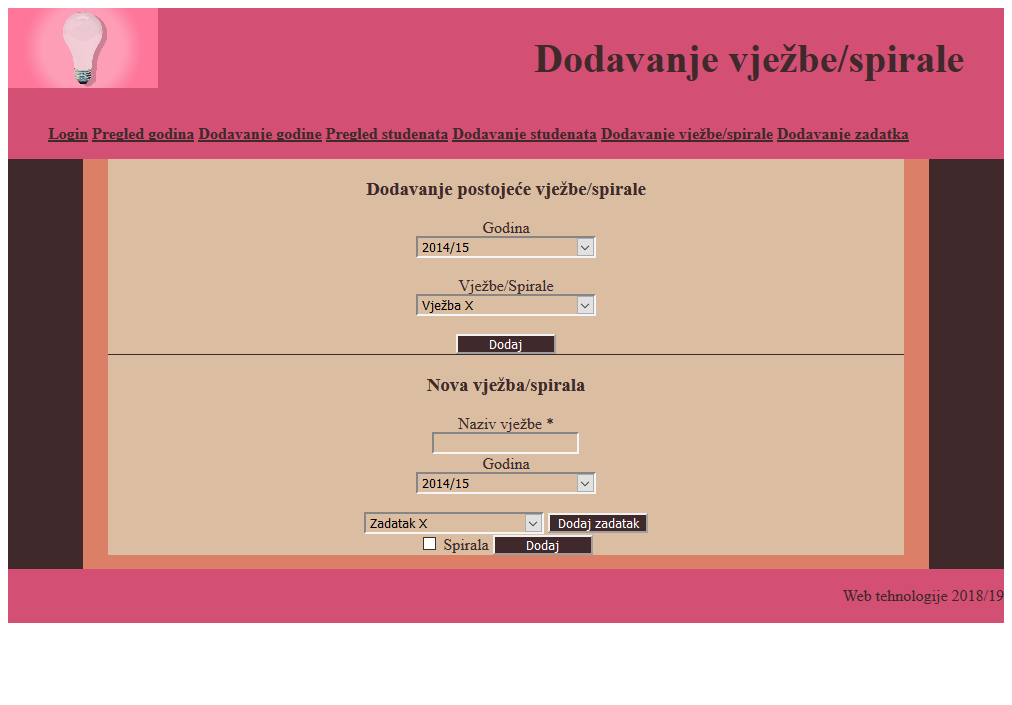 Dodavanje vježbe/spirale
Login Pregled godina Dodavanje godine Pregled studenata Dodavanje studenata Dodavanje vježbe/spirale Dodavanje zadatka
Dodavanje postojeće vježbe/spirale
Godina
2014/15
Vježbe/Spirale
Vježba X
Dodaj
Nova vježba/spirala
Naziv vježbe *
Godina
2014/15
Zadatak X Dodaj zadatak
Spirala Dodaj
Web tehnologije 2018/19